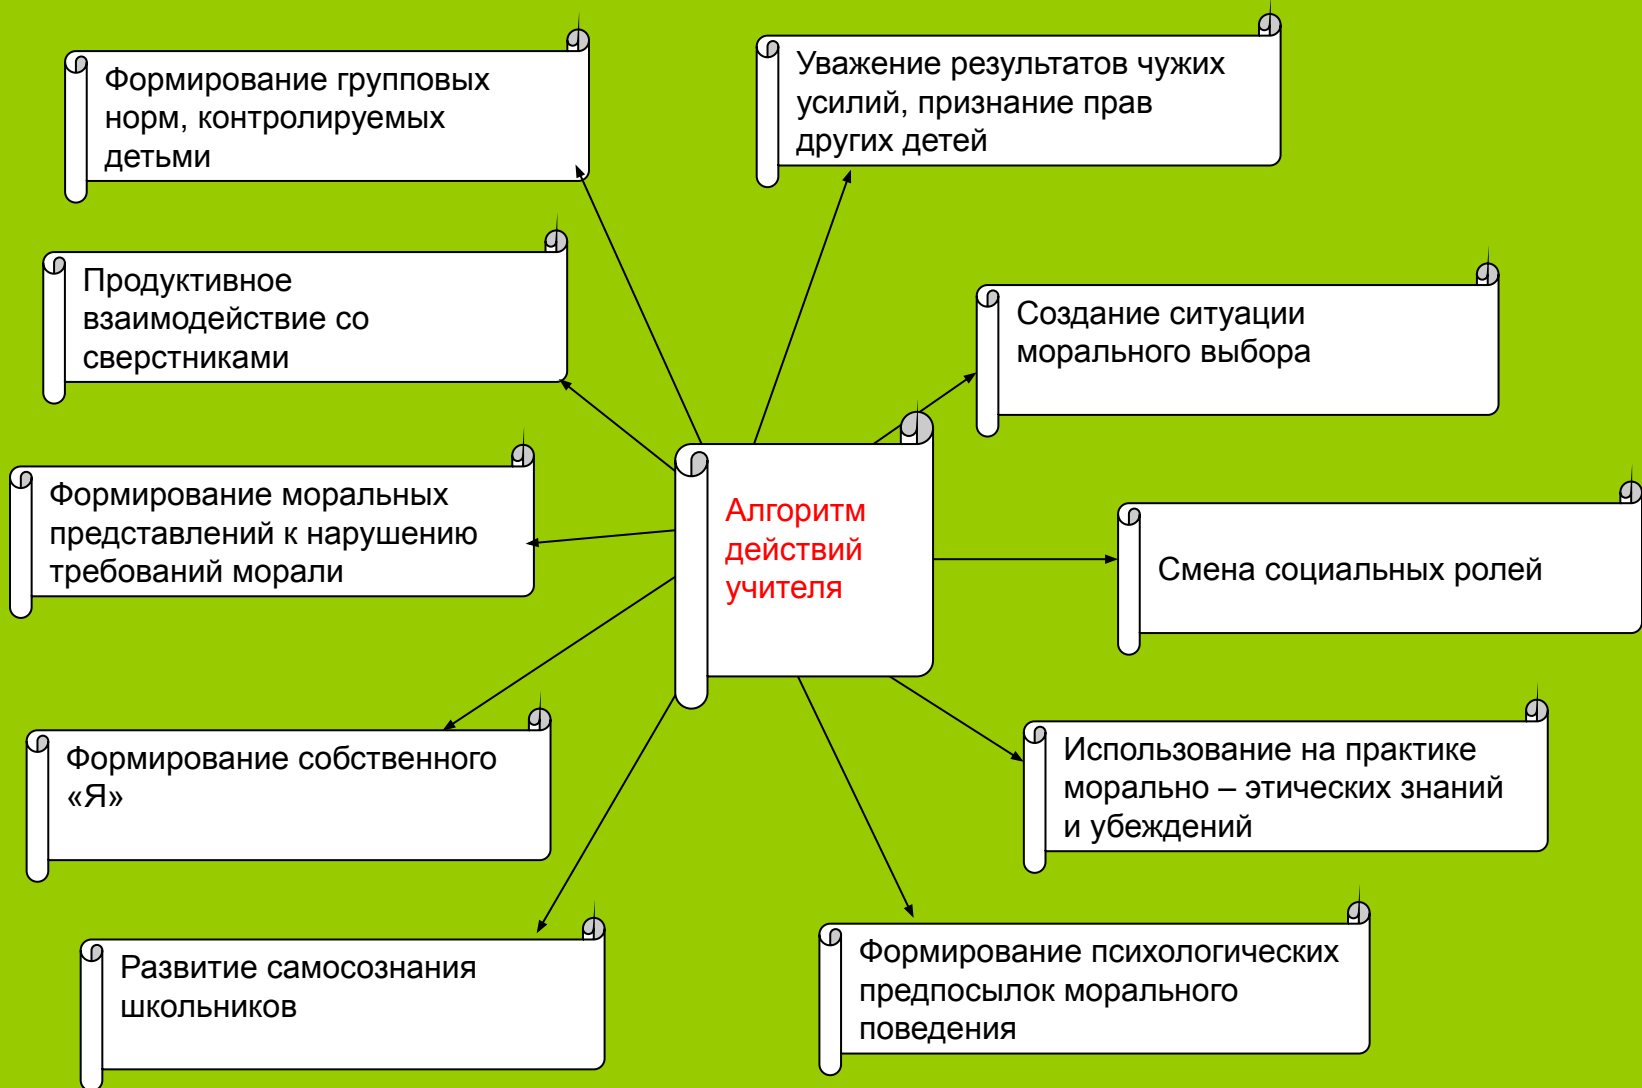 Формирование групповых
норм, контролируемых
детьми
Уважение результатов чужих
усилий, признание прав
других детей
Продуктивное
взаимодействие со
сверстниками
Создание ситуации
морального выбора
Формирование моральных
представлений к нарушению
требований морали
Алгоритм
действий
учителя
Смена социальных ролей
Формирование собственного
«Я»
Использование на практике
морально – этических знаний
и убеждений
Развитие самосознания
школьников
Формирование психологических
предпосылок морального
поведения